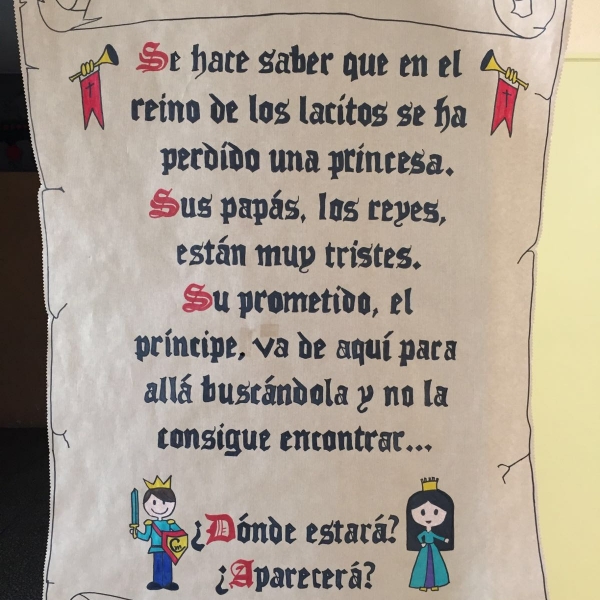 Se hace saber que en el
reino de los lacitos se ha
perdido una princesa.
Sus papás, los reyes,
están muy tristes.
Su prometido, el
príncipe, va de aquí para
allá buscándola y no la
consigue encontrar...
¿Dónde estará?
¿Aparecerá?